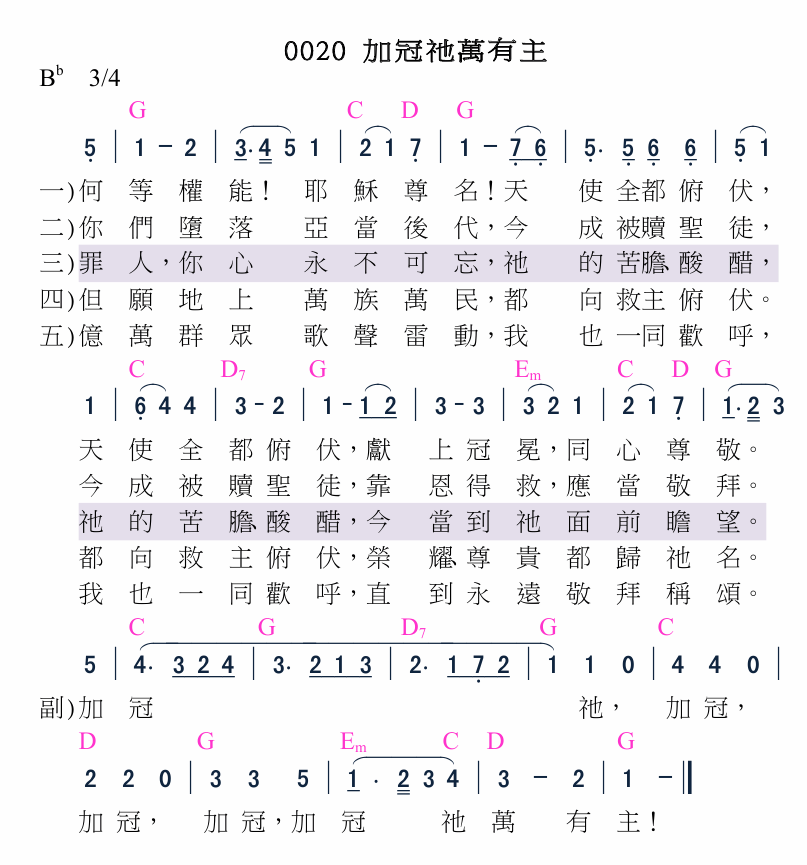 0020 加冠祂萬有主
Bb 3/4
G C D G
5 | 1 - 2 | 3. 4 5 1 | 2 1 7 | 1 - 7 6 | 5. 5 6 6 | 5 1
一)何 等 權 能! 耶 穌 尊 名!天 使 全都 俯 伏,
二)你 們 墮 落 亞 當 後 代,今 成 被贖 聖 徒,
三)罪 人,你 心 永 不 可 忘,祂 的 苦膽、酸 醋,
四)但 願 地 上 萬 族 萬 民,都 向 救主 俯 伏。
五)億 萬 群 眾 歌 聲 雷 動,我 也 一同 歡 呼,
C D7 G Em C D G
1 | 6 4 4 | 3 - 2 | 1 - 1 2 | 3 - 3 | 3 2 1 | 2 1 7 | 1. 2 3
天 使 全 都 俯 伏,獻 上 冠 冕,同 心 尊 敬。
今 成 被 贖 聖 徒,靠 恩 得 救,應 當 敬 拜。
祂 的 苦 膽、酸 醋,今 當 到 祂 面 前 瞻 望。
都 向 救 主 俯 伏,榮 耀、尊 貴 都 歸 祂 名。
我 也 一 同 歡 呼,直 到 永 遠 敬 拜 稱 頌。
C G D7 G C
5 | 4. 3 2 4 | 3. 2 1 3 | 2. 1 7 2 | 1 1 0 | 4 4 0 |
副)加 冠 祂, 加 冠,
D G Em C D G
2 2 0 | 3 3 5 | 1 . 2 3 4 | 3 - 2 | 1 - ‖
加 冠, 加 冠,加 冠 祂 萬 有 主!